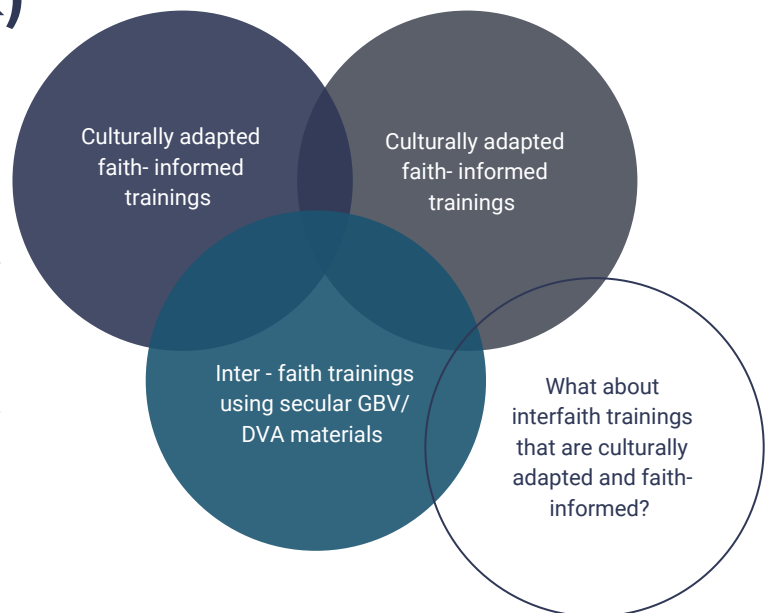 )
Culturally adapted
faith- informed
trainings
Culturally adapted
faith- informed
trainings
Inter - faith trainings
using secular GBV/
DVA materials
What about
interfaith trainings
that are culturally
adapted and faith-
informed?